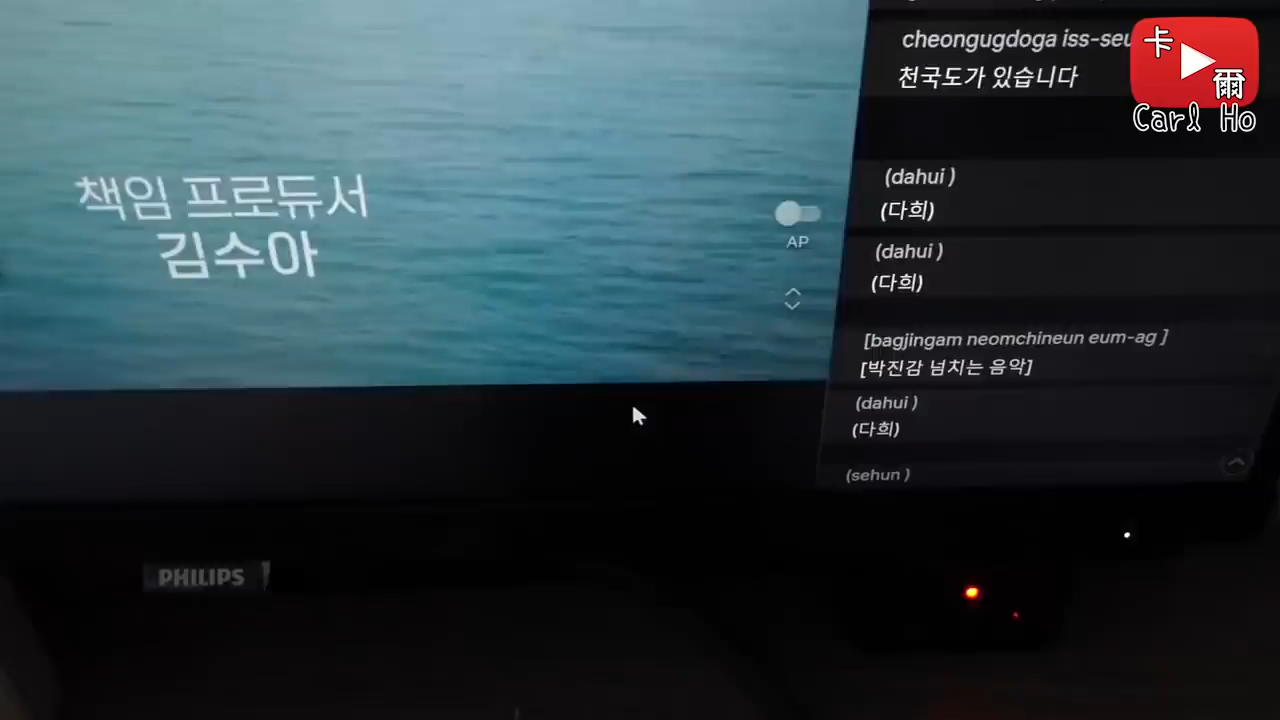 책임 프로듀서
김수아
AP
cheongugdoga iss-seu
천국도가 있습니다
(dahui )
(다희)
(dahui )
(다희)
[bagjingam neomchineun eum-ag ]
[박진감 넘치는 음악]
(dahui )
(다희)
(sehun )
卡
爾
Carl Ho
PHILIPS